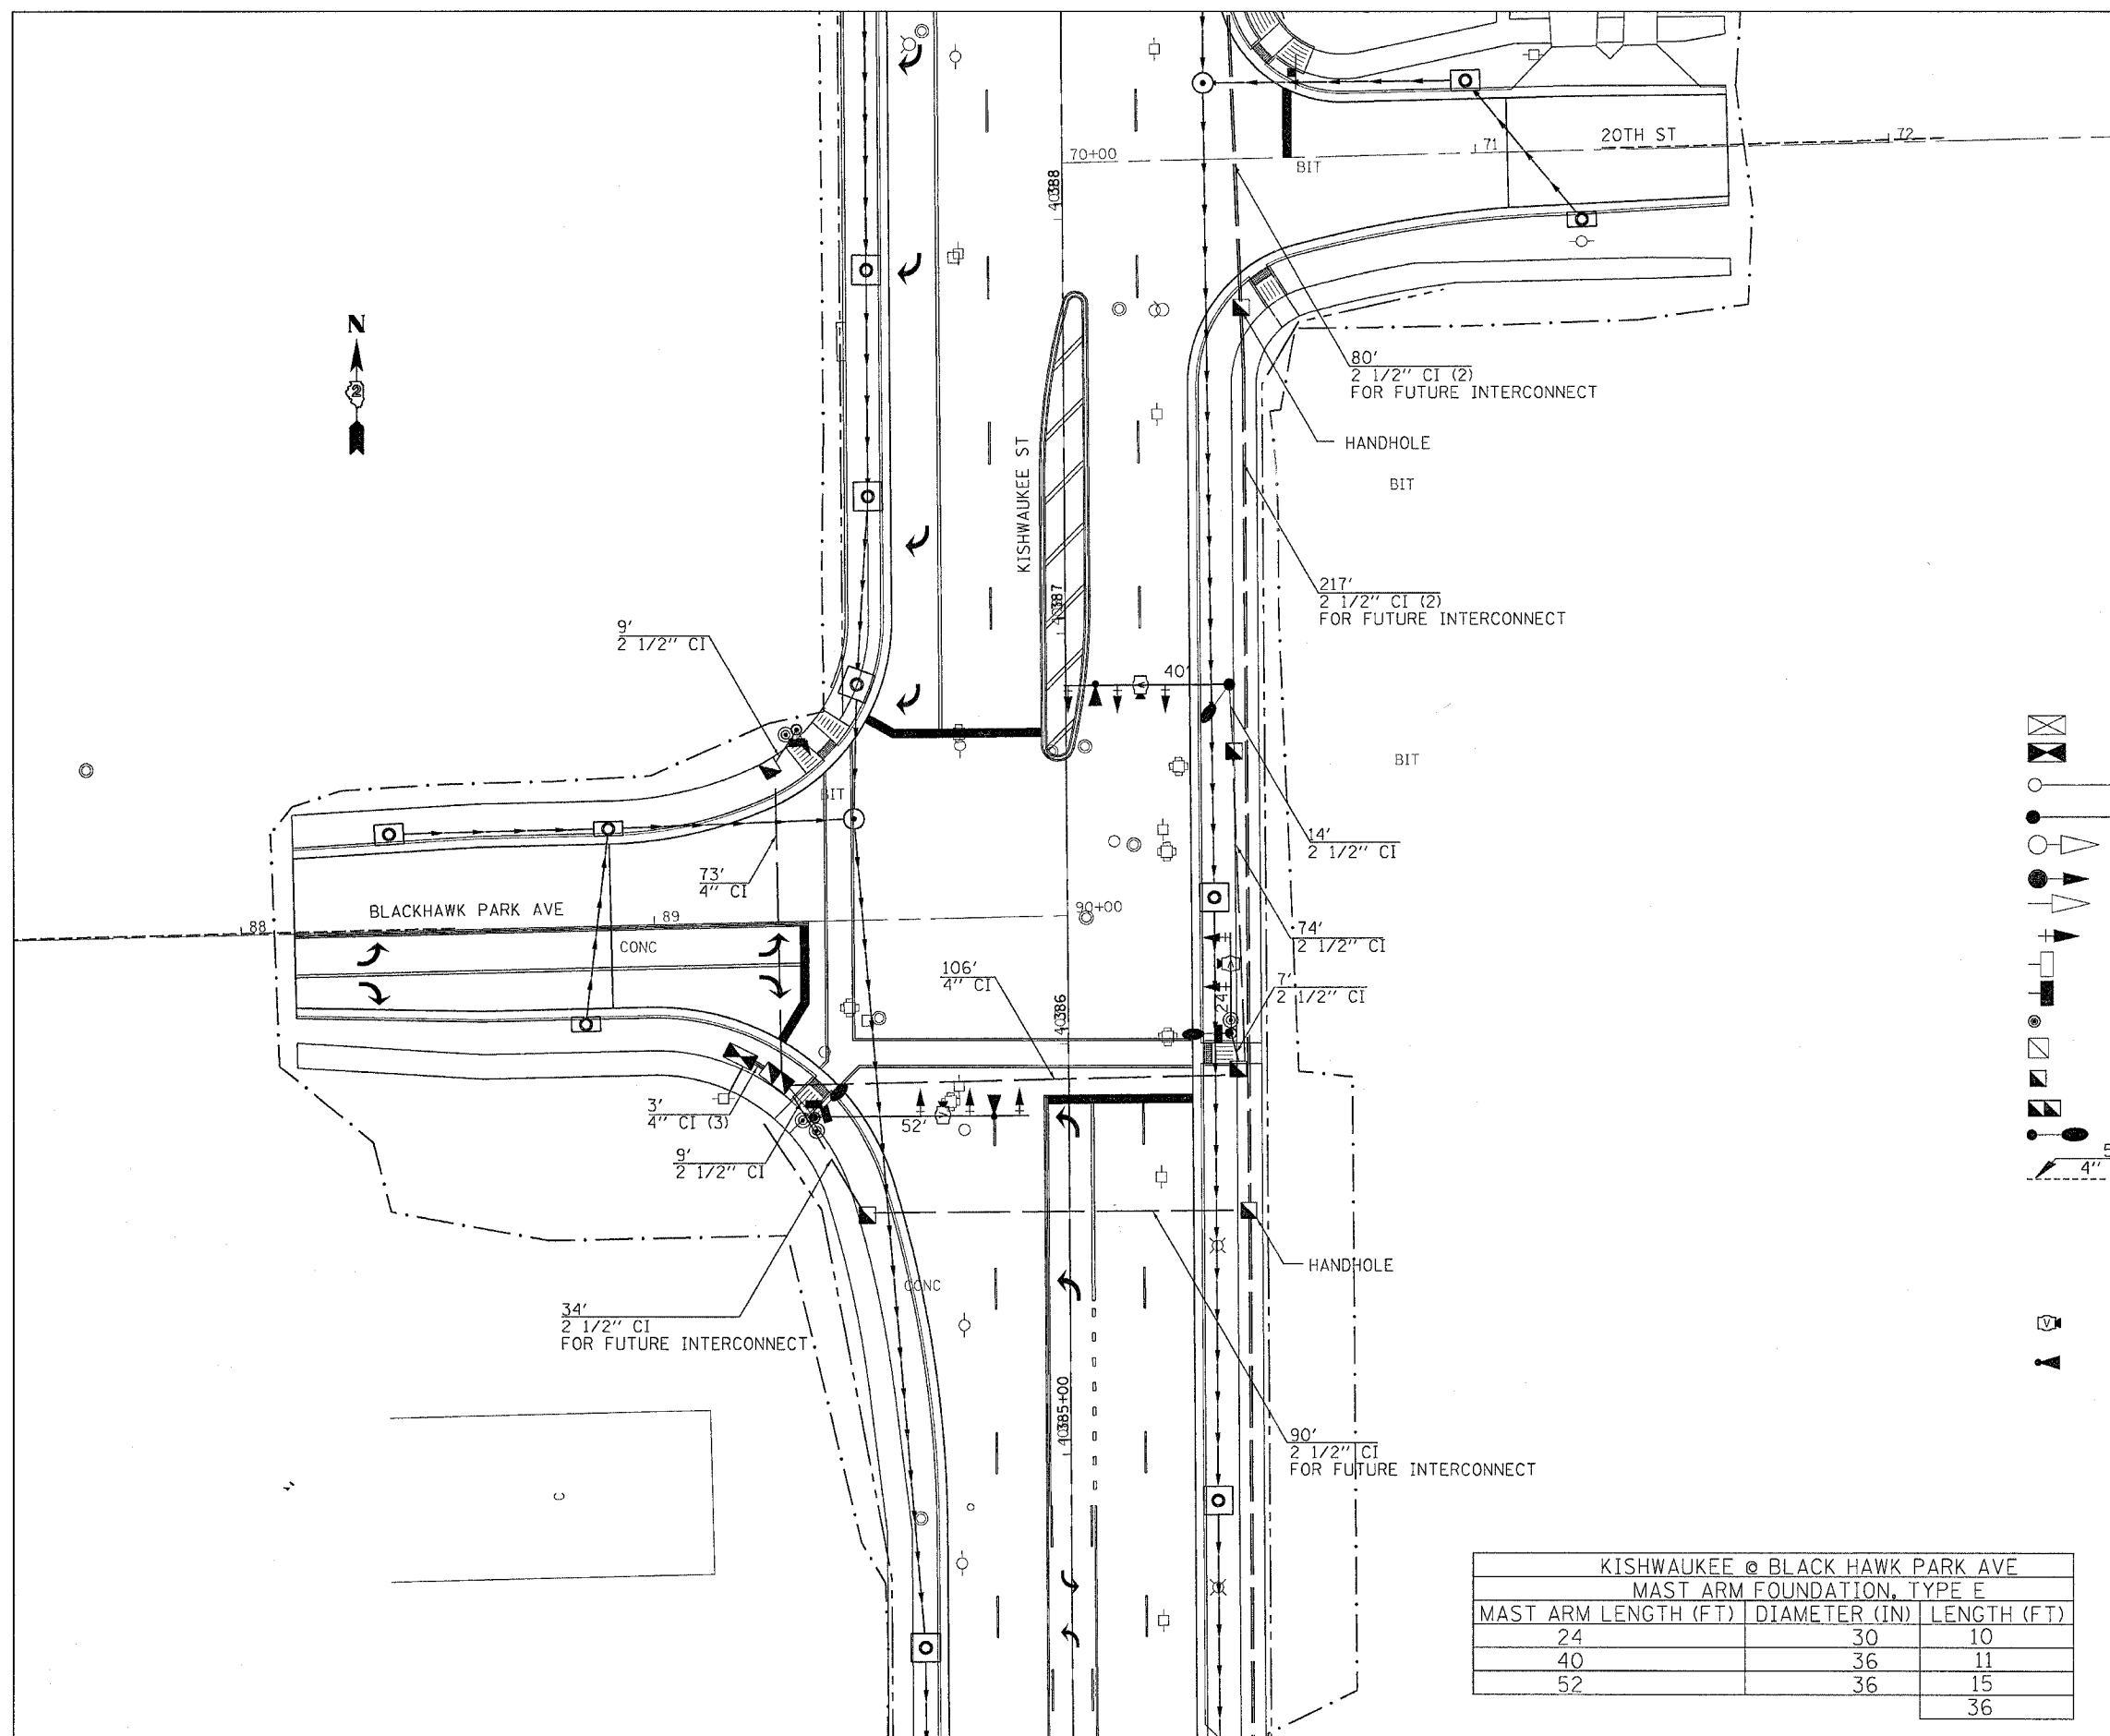 20TH ST
71
72
70+00
BIT
40388
N
2
80'
2 1/2" CI (2)
FOR FUTURE INTERCONNECT
HANDHOLE
BIT
KISHWAUKEE ST
217'
2 1/2" CI (2)
FOR FUTURE INTERCONNECT
40387
9'
2 1/2" CI
40'
BIT
BIT
14'
2 1/2" CI
73'
4" CI
BLACKHAWK PARK AVE
88
89
90+00
CONC
74'
2 1/2" CI
106'
4" CI
7'
2 1/2" CI
24'
40386
3'
4" CI (3)
52'
9'
2 1/2" CI
5
4"
HANDHOLE
CONC
34'
2 1/2" CI
FOR FUTURE INTERCONNECT
V
40385+00
90'
2 1/2" CI
FOR FUTURE INTERCONNECT
C
KISHWAUKEE @ BLACK HAWK PARK AVE
MAST ARM FOUNDATION, TYPE E
MAST ARM LENGTH (FT) DIAMETER (IN) LENGTH (FT)
24 30 10
40 36 11
52 36 15
36